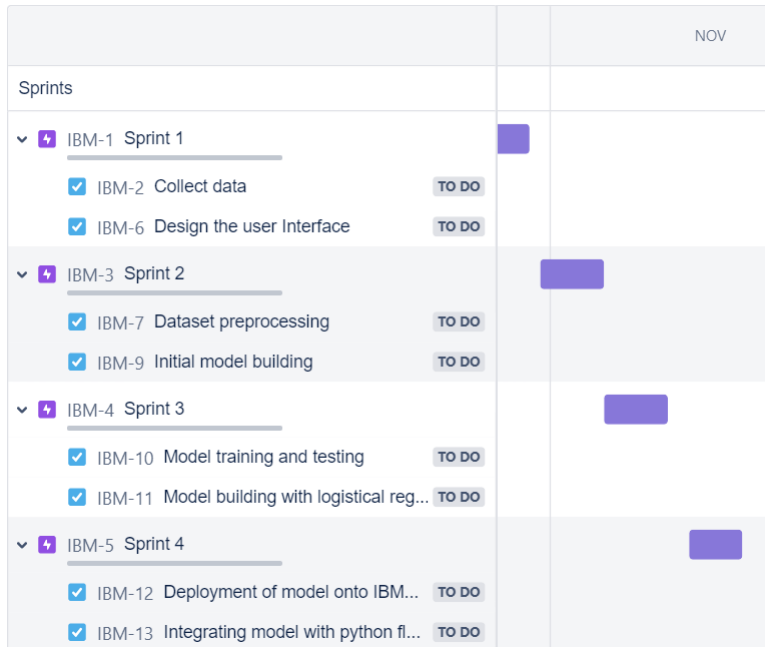 NOV
Sprints
IBM-1 Sprint 1
IBM-2 Collect data TO DO
IBM-6 Design the user Interface TO DO
IBM-3 Sprint 2
IBM-7 Dataset preprocessing TO DO
IBM-9 Initial model building TO DO
IBM-4 Sprint 3
IBM-10 Model training and testing TO DO
IBM-11 Model building with logistical reg... TO DO
IBM-5 Sprint 4
IBM-12 Deployment of model onto IBM... TO DO
IBM-13 Integrating model with python fl... TO DO